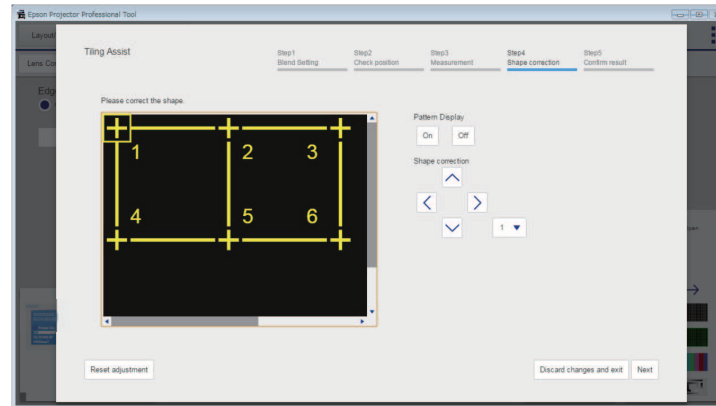 Epson Projector Professional Tool
Layout
Tiling Assist
Step1 Step2 Step3 Step4 Step5
Blend Setting Check position Measurement Shape correction Confirm result
Lens Co
Edg
Please correct the shape.
Pattern Display
On Off
Shape correction
1 2 3
4 5 6
1
Reset adjustment
Discard changes and exit Next